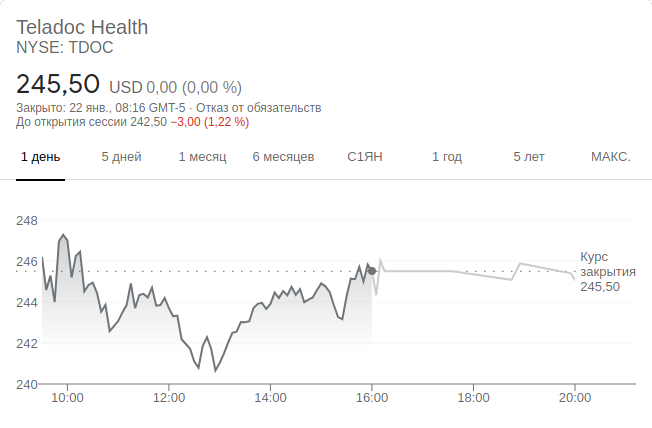 Teladoc Health
NYSE: TDOC
245,50 USD 0,00 (0,00 %)
Закрыто: 22 янв., 08:16 GMT-5 · Отказ от обязательств
До открытия сессии 242,50 −3,00 (1,22 %)
1 день 5 дней 1 месяц 6 месяцев С1ЯН 1 год 5 лет МАКС.
248
246
244
242
240
Курс
закрытия
245,50
10:00 12:00 14:00 16:00 18:00 20:00